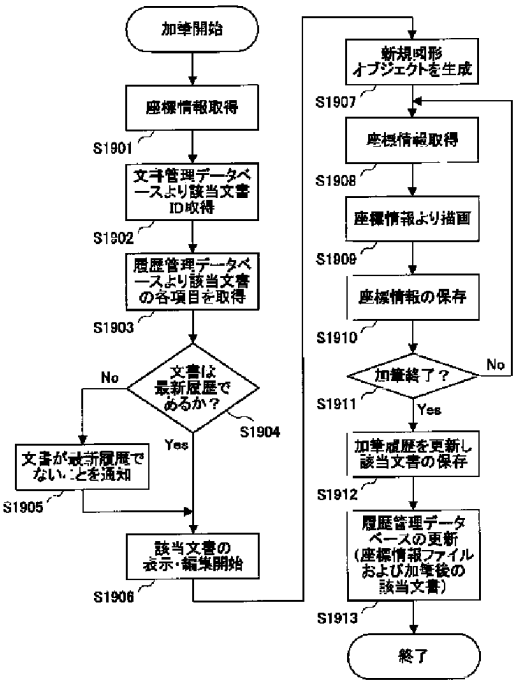 加筆開始
座標情報取得
S1901
文書管理データ
ベースより該当文書
ID取得
S1902
履歴管理データ
ベースより該当文書
の各項目を取得
S1903
文書は
最新履歴で
あるか?
S1904
No
Yes
文書が最新履歴で
ないことを通知
S1905
該当文書の
表示・編集開始
S1906
新規図形
オブジェクトを生成
S1907
座標情報取得
S1908
座標情報より描画
S1909
座標情報の保存
S1910
加筆終了?
No
S1911
Yes
加筆履歴を更新し
該当文書の保存
S1912
履歴管理データ
ベースの更新
(座標情報ファイル
および加筆後の
該当文書)
S1913
終了